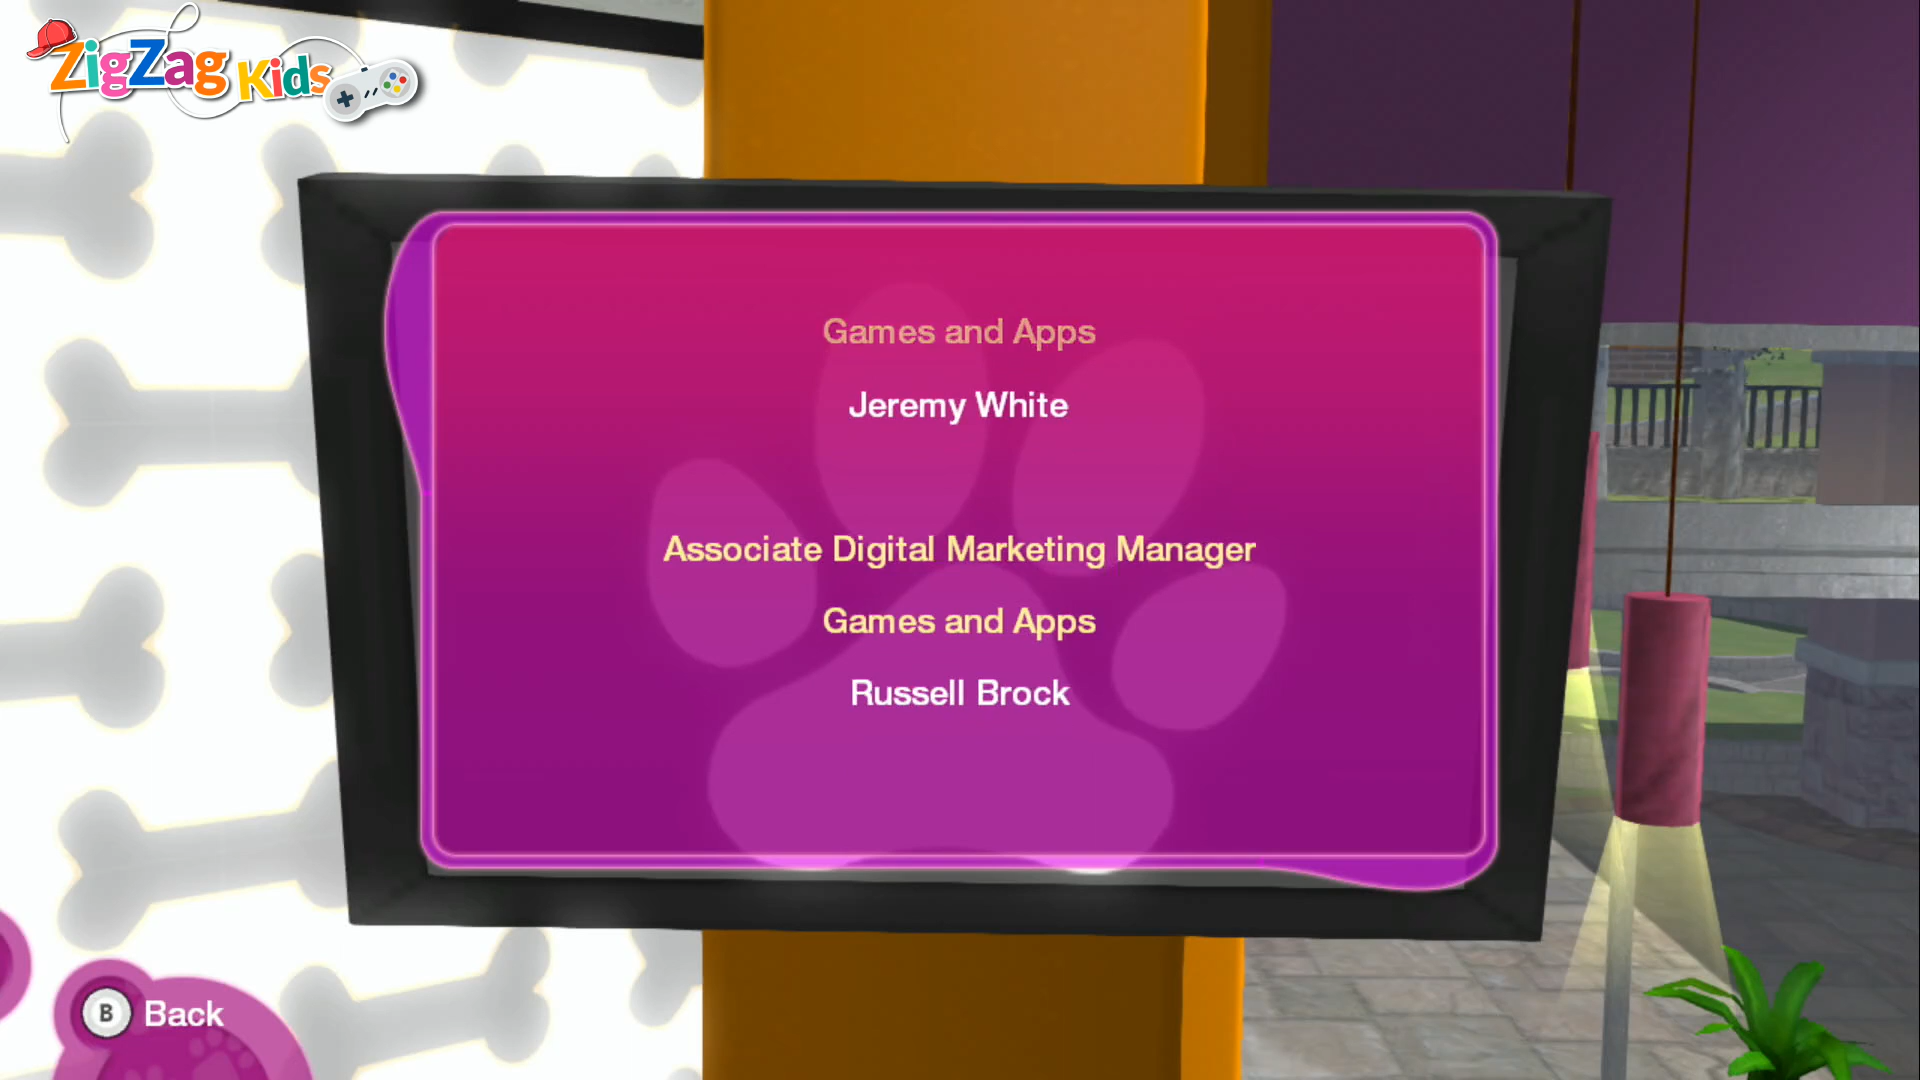 ZigZag Kids
Games and Apps
Jeremy White
Associate Digital Marketing Manager
Games and Apps
Russell Brock
B Back